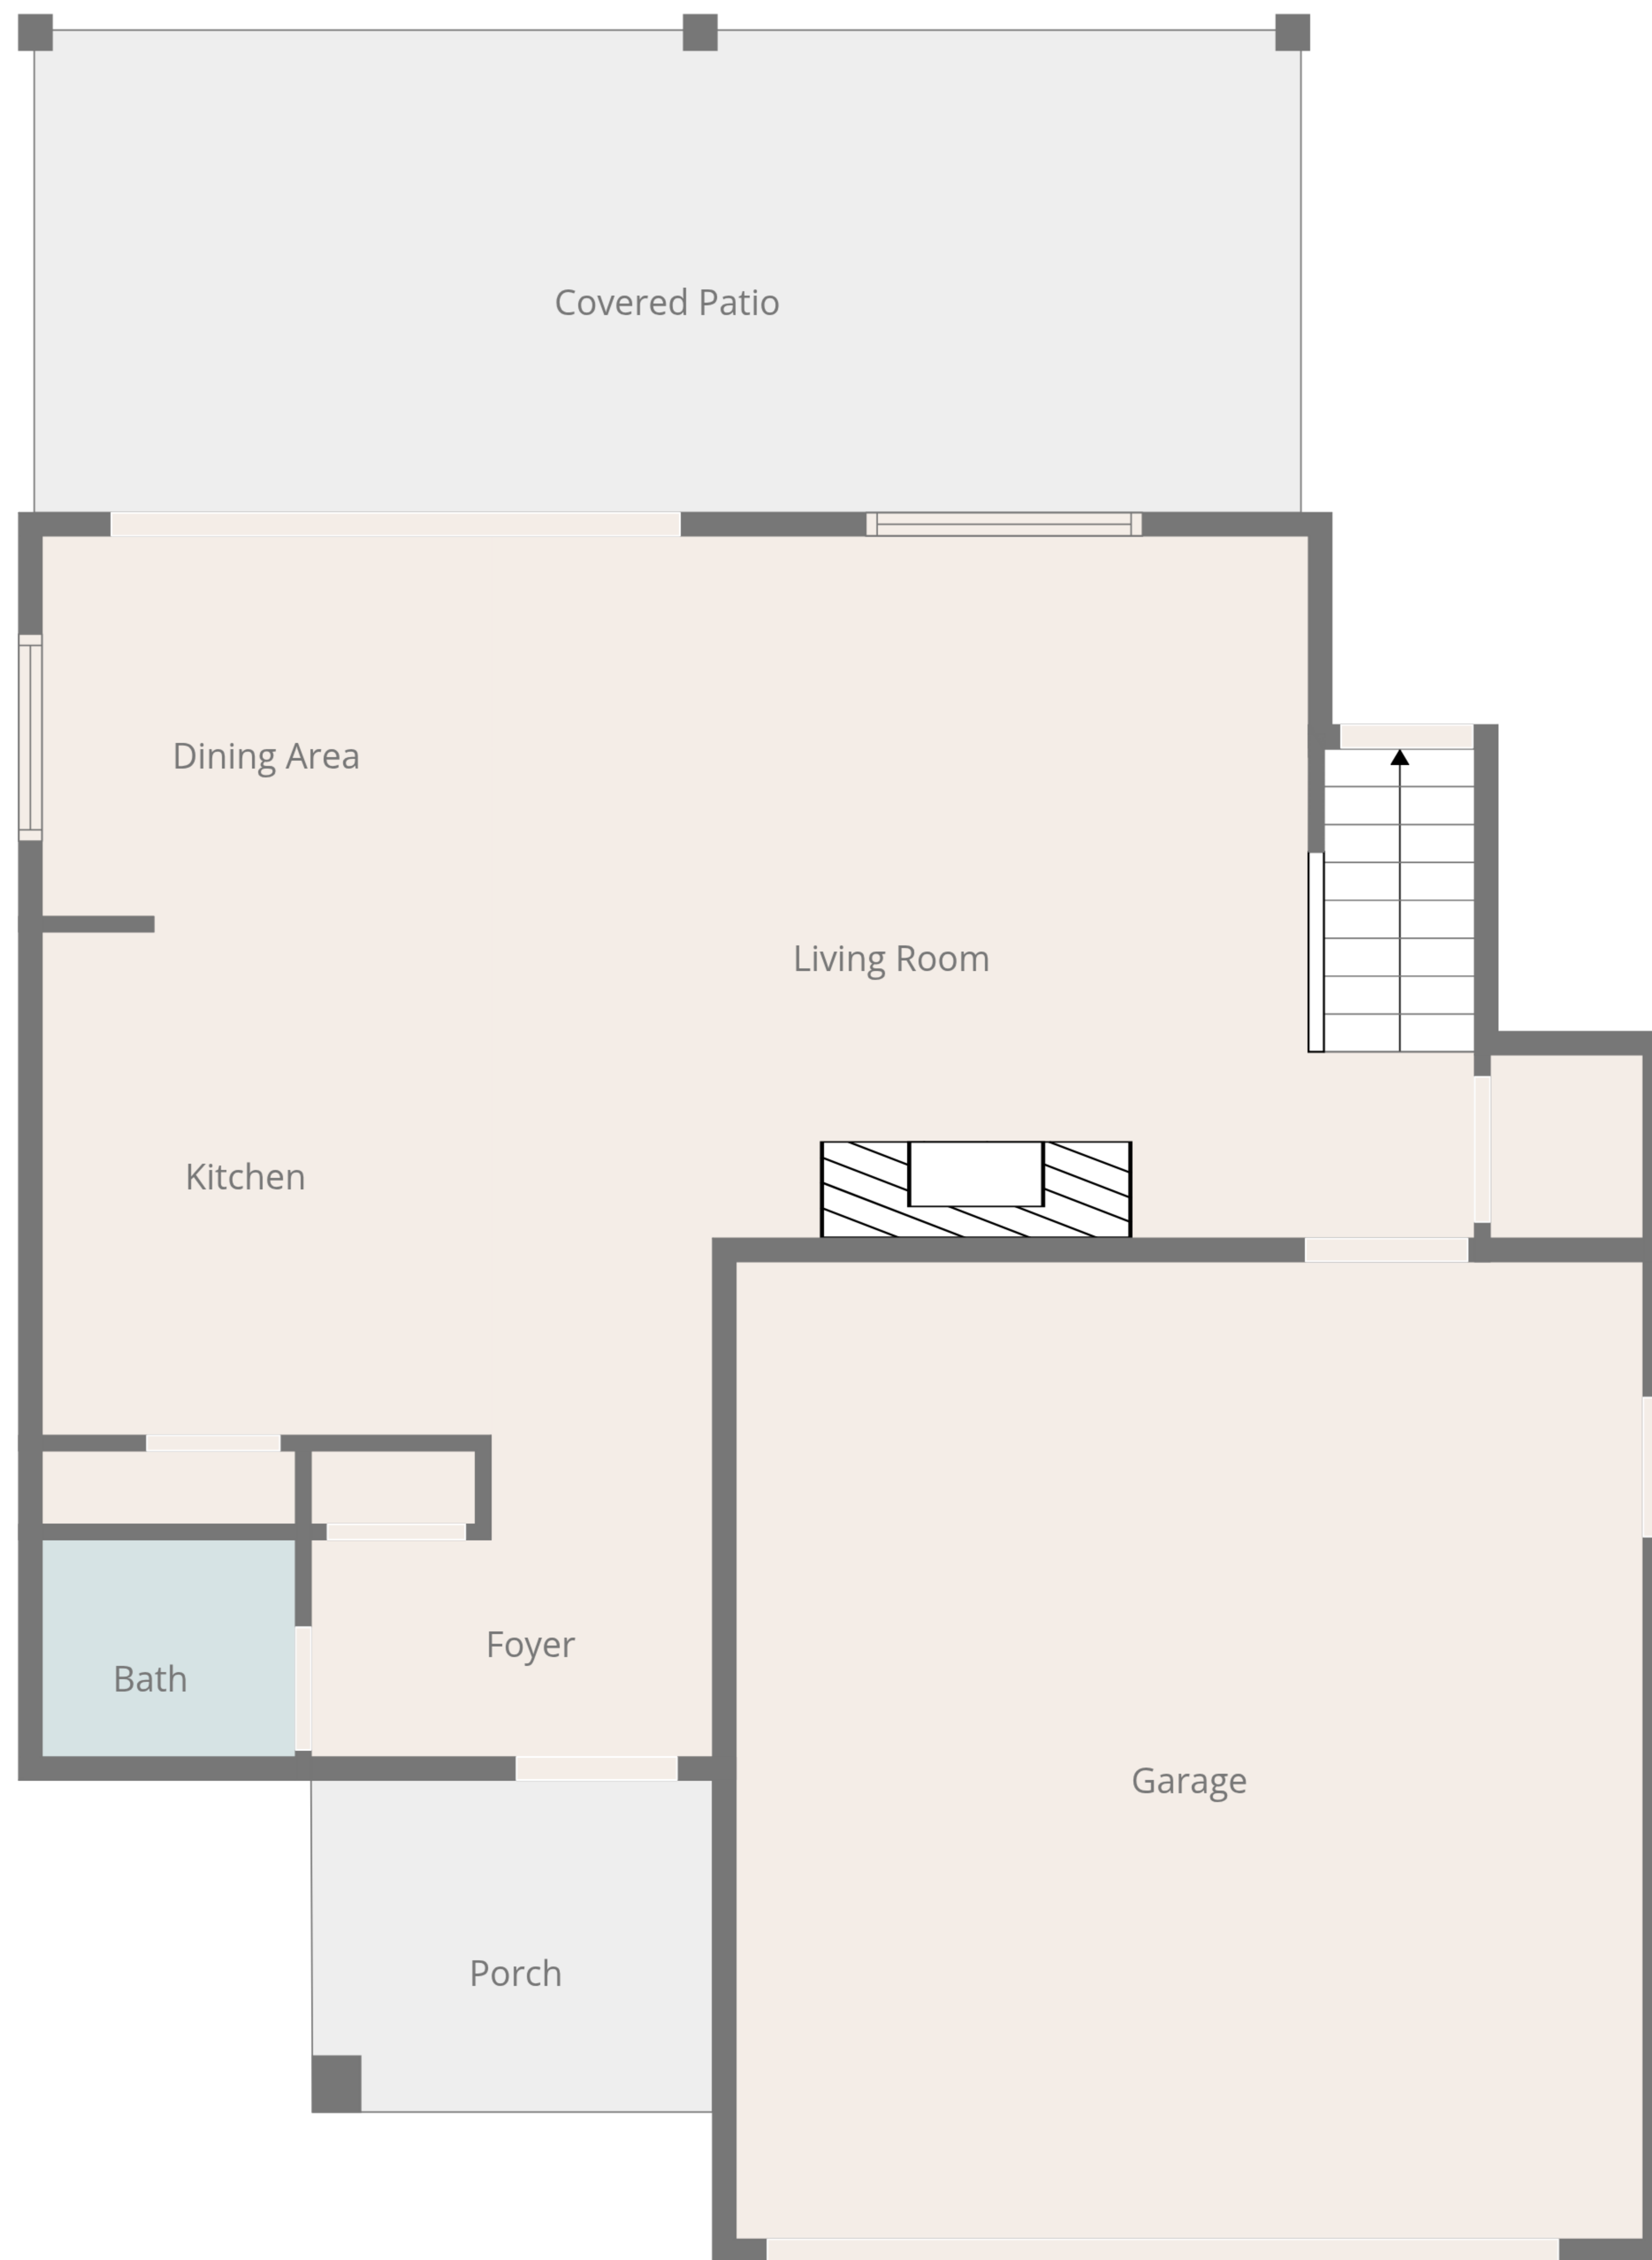 Covered Patio
Dining Area
Living Room
Kitchen
Foyer
Bath
Garage
Porch